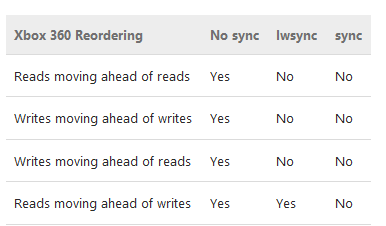 Xbox 360 Reordering No sync lwsync sync
Reads moving ahead of reads Yes No No
Writes moving ahead of writes Yes No No
Writes moving ahead of reads Yes No No
Reads moving ahead of writes Yes Yes No